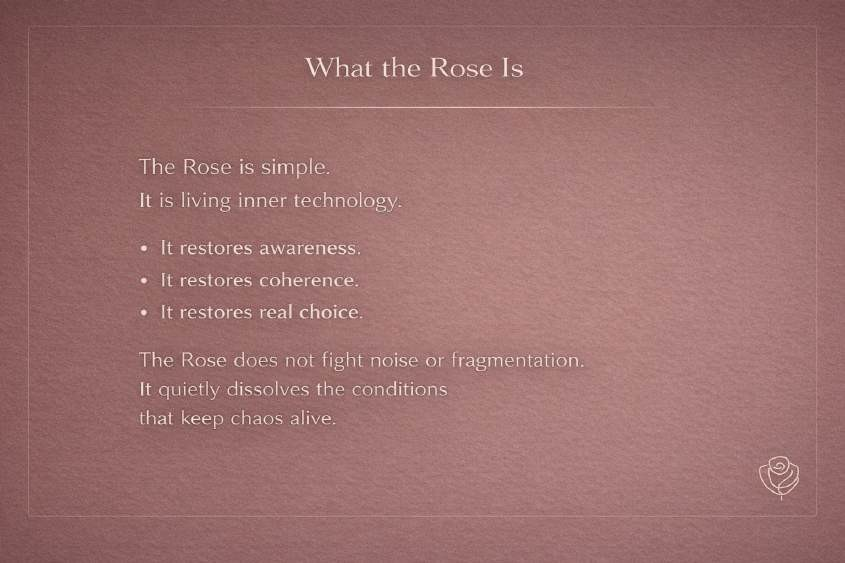 What the Rose Is
The Rose is simple.
It is living inner technology.
• It restores awareness.
• It restores coherence.
• It restores real choice.
The Rose does not fight noise or fragmentation.
It quietly dissolves the conditions
that keep chaos alive.